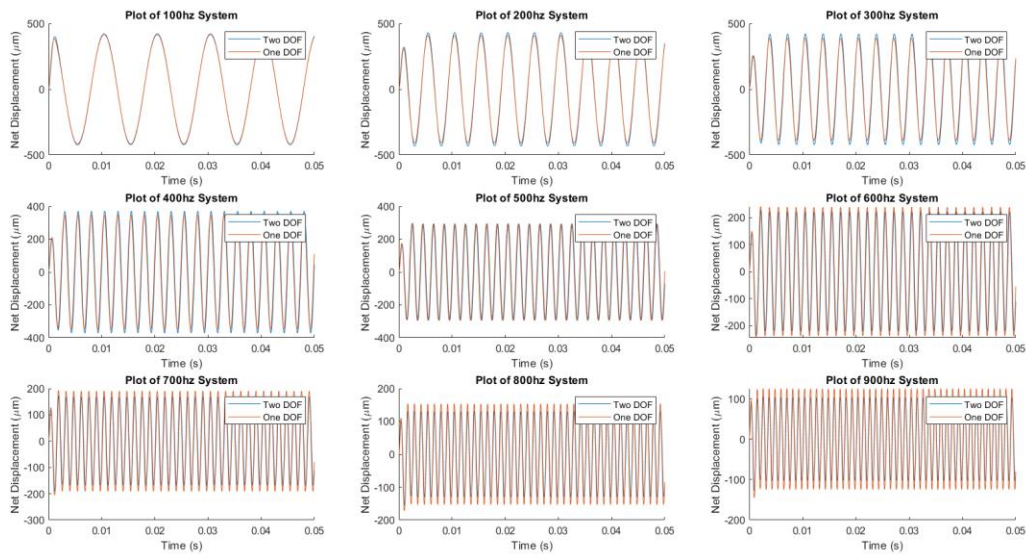 Plot of 100hz System
Net Displacement (μm)
500
0
-500
0 0.01 0.02 0.03 0.04 0.05
Time (s)
Two DOF
One DOF
Plot of 200hz System
Net Displacement (μm)
500
0
-500
0 0.01 0.02 0.03 0.04 0.05
Time (s)
Two DOF
One DOF
Plot of 300hz System
Net Displacement (μm)
500
0
-500
0 0.01 0.02 0.03 0.04 0.05
Time (s)
Two DOF
One DOF
Plot of 400hz System
Net Displacement (μm)
400
200
0
-200
-400
0 0.01 0.02 0.03 0.04 0.05
Time (s)
Two DOF
One DOF
Plot of 500hz System
Net Displacement (μm)
400
200
0
-200
-400
0 0.01 0.02 0.03 0.04 0.05
Time (s)
Two DOF
One DOF
Plot of 600hz System
Net Displacement (μm)
200
100
0
-100
-200
0 0.01 0.02 0.03 0.04 0.05
Time (s)
Two DOF
One DOF
Plot of 700hz System
Net Displacement (μm)
200
100
0
-100
-200
-300
0 0.01 0.02 0.03 0.04 0.05
Time (s)
Two DOF
One DOF
Plot of 800hz System
Net Displacement (μm)
200
100
0
-100
-200
0 0.01 0.02 0.03 0.04 0.05
Time (s)
Two DOF
One DOF
Plot of 900hz System
Net Displacement (μm)
100
0
-100
-200
0 0.01 0.02 0.03 0.04 0.05
Time (s)
Two DOF
One DOF